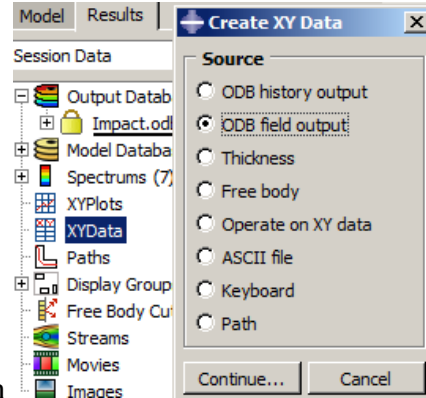 Model Results
Session Data
Output Datab
Impact.od
Model Databa
Spectrums (7)
XYPlots
XYData
Paths
Display Group
Free Body Cu
Streams
Movies
Images
Create XY Data
X
Source
ODB history output
ODB field output
Thickness
Free body
Operate on XY data
ASCII file
Keyboard
Path
Continue... Cancel